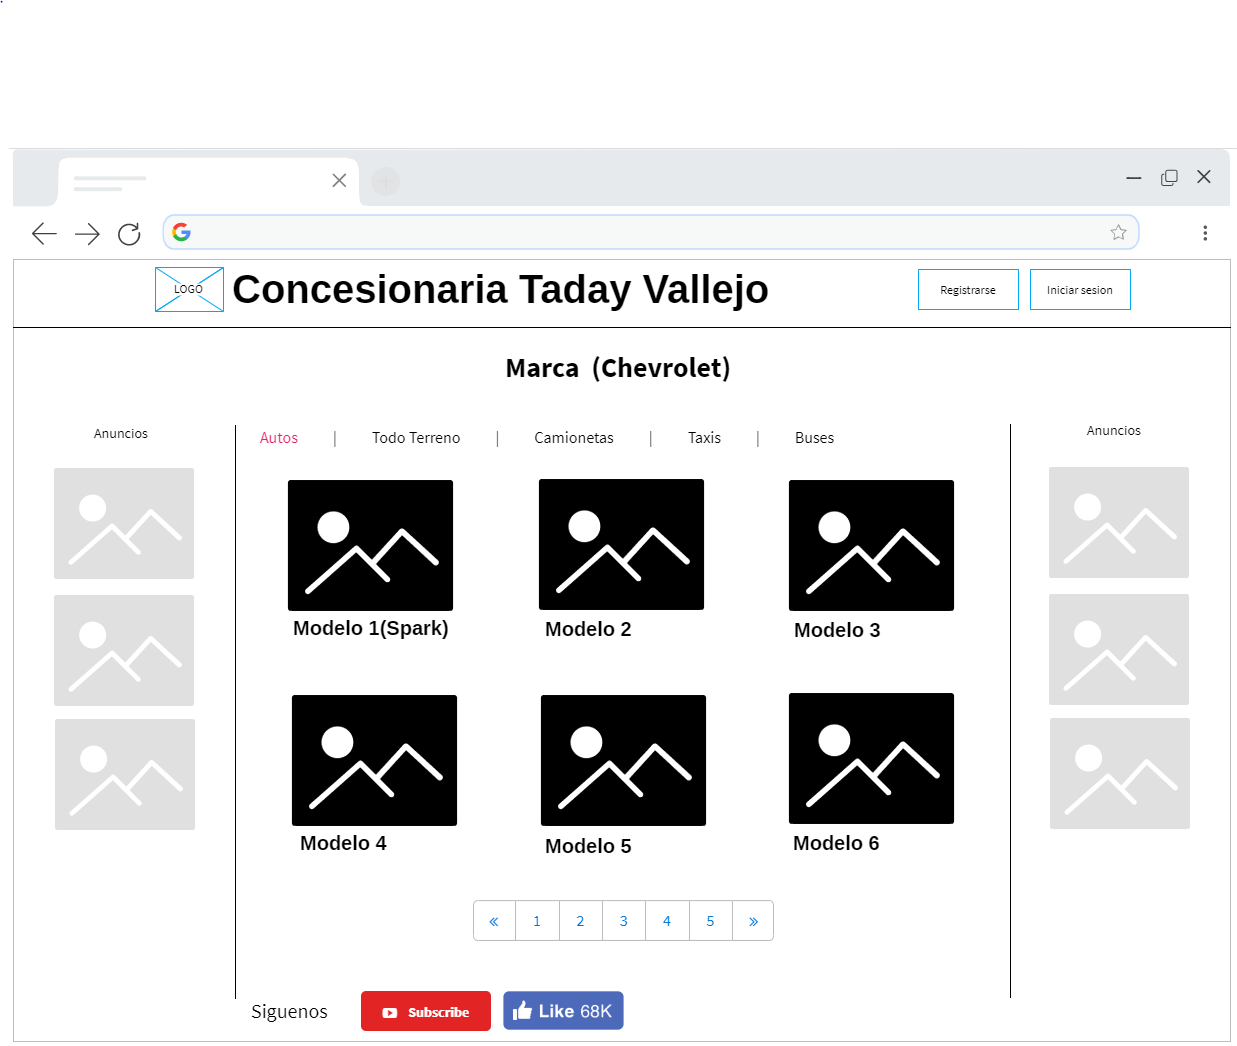 LOGO
Concesionaria Taday Vallejo
Registrarse
Iniciar sesion
Marca (Chevrolet)
Anuncios
Autos | Todo Terreno | Camionetas | Taxis | Buses
Anuncios
Modelo 1(Spark)
Modelo 2
Modelo 3
Modelo 4
Modelo 5
Modelo 6
« 1 2 3 4 5 »
Siguenos
Subscribe
Like 68K